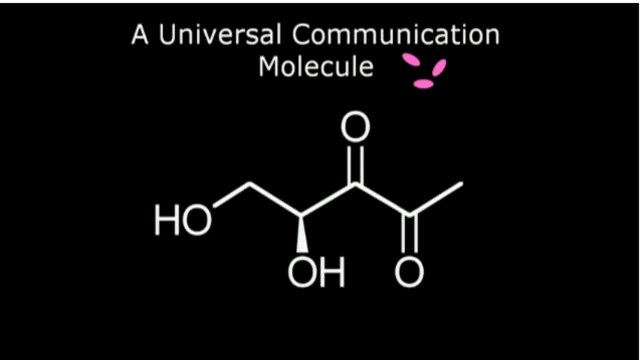 A Universal Communication
Molecule
O
HO
OH O